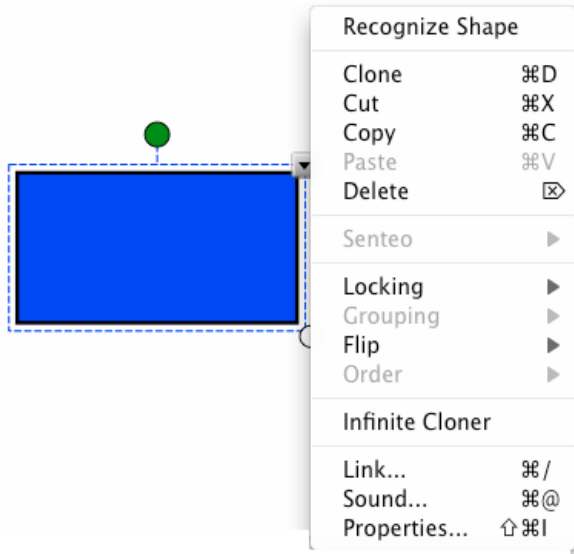 Recognize Shape
Clone ⌘D
Cut ⌘X
Copy ⌘C
Paste ⌘V
Delete ⌦
Senteo ▶
Locking ▶
Grouping ▶
Flip ▶
Order ▶
Infinite Cloner
Link... ⌘/
Sound... ⌘@
Properties... ⇧⌘I